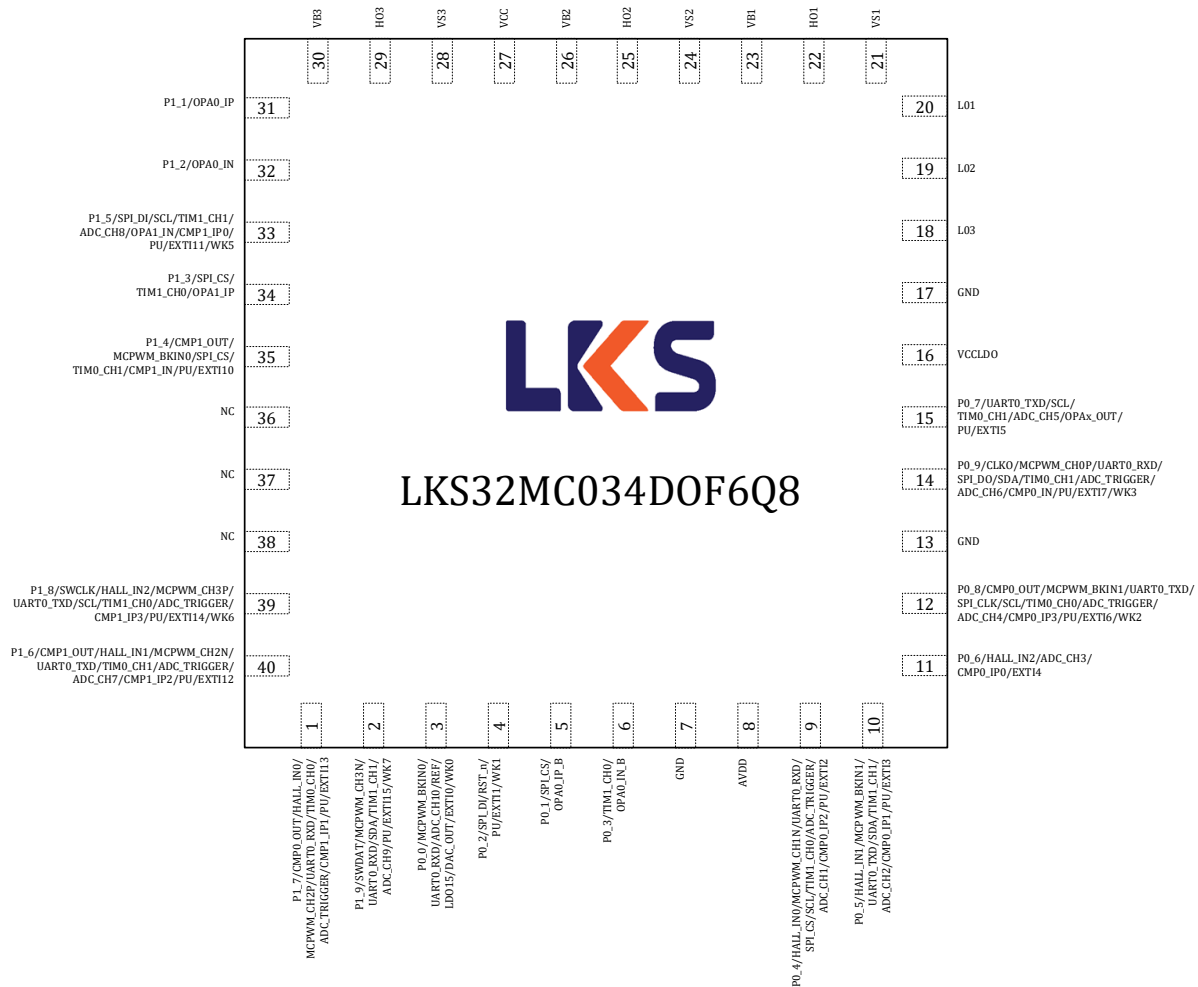 VB3
HO3
VS3
VCC
VB2
HO2
VS2
VB1
HO1
VS1
30
29
28
27
26
25
24
23
22
21
P1_1/OPA0_IP
31
P1_2/OPA0_IN
32
P1_5/SPI_DI/SCL/TIM1_CH1/
ADC_CH8/OPA1_IN/CMP1_IP0/
PU/EXTI11/WK5
33
P1_3/SPI_CS/
TIM1_CH0/OPA1_IP
34
P1_4/CMP1_OUT/
MCPWM_BKIN0/SPI_CS/
TIM0_CH1/CMP1_IN/PU/EXTI10
35
NC
36
NC
37
NC
38
P1_8/SWCLK/HALL_IN2/MCPWM_CH3P/
UART0_TXD/SCL/TIM1_CH0/ADC_TRIGGER/
CMP1_IP3/PU/EXTI14/WK6
39
P1_6/CMP1_OUT/HALL_IN1/MCPWM_CH2N/
UART0_TXD/TIM0_CH1/ADC_TRIGGER/
ADC_CH7/CMP1_IP2/PU/EXTI12
40
LKS
LKS32MC034DOF6Q8
20
LO1
19
LO2
18
LO3
17
GND
16
VCCLDO
15
P0_7/UART0_TXD/SCL/
TIM0_CH1/ADC_CH5/OPAx_OUT/
PU/EXTI5
14
P0_9/CLKO/MCPWM_CH0P/UART0_RXD/
SPI_DO/SDA/TIM0_CH1/ADC_TRIGGER/
ADC_CH6/CMP0_IN/PU/EXTI7/WK3
13
GND
12
P0_8/CMP0_OUT/MCPWM_BKIN1/UART0_TXD/
SPI_CLK/SCL/TIM0_CH0/ADC_TRIGGER/
ADC_CH4/CMP0_IP3/PU/EXTI6/WK2
11
P0_6/HALL_IN2/ADC_CH3/
CMP0_IP0/EXTI4
1
2
3
4
5
6
7
8
9
10
P1_7/CMP0_OUT/HALL_IN0/
MCPWM_CH2P/UART0_RXD/TIM0_CH0/
ADC_TRIGGER/CMP1_IP1/PU/EXTI13
P1_9/SWDAT/MCPWM_CH3N/
UART0_RXD/SDA/TIM1_CH1/
ADC_CH9/PU/EXTI15/WK7
P0_0/MCPWM_BKIN0/
UART0_RXD/ADC_CH10/REF/
LDO15/DAC_OUT/EXTI0/WK0
P0_2/SPI_DI/RST_n/
PU/EXTI1/WK1
P0_1/SPI_CS/
OPA0_IP_B
P0_3/TIM1_CH0/
OPA0_IN_B
GND
AVDD
P0_4/HALL_IN0/MCPWM_CH1N/UART0_RXD/
SPI_CS/SCL/TIM1_CH0/ADC_TRIGGER/
ADC_CH1/CMP0_IP2/PU/EXTI2
P0_5/HALL_IN1/MCPWM_BKIN1/
UART0_TXD/SDA/TIM1_CH1/
ADC_CH2/CMP0_IP1/PU/EXTI3